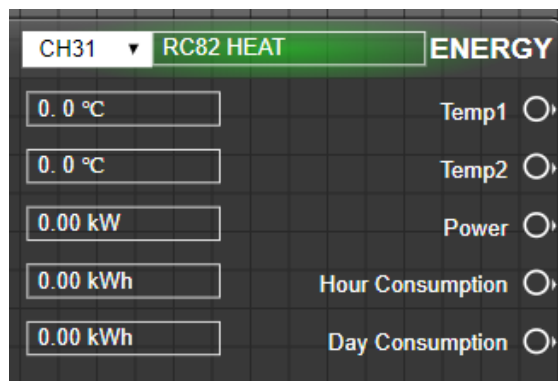 CH31 ▼ RC82 HEAT ENERGY
0. 0 ℃ Temp1
0. 0 ℃ Temp2
0.00 kW Power
0.00 kWh Hour Consumption
0.00 kWh Day Consumption